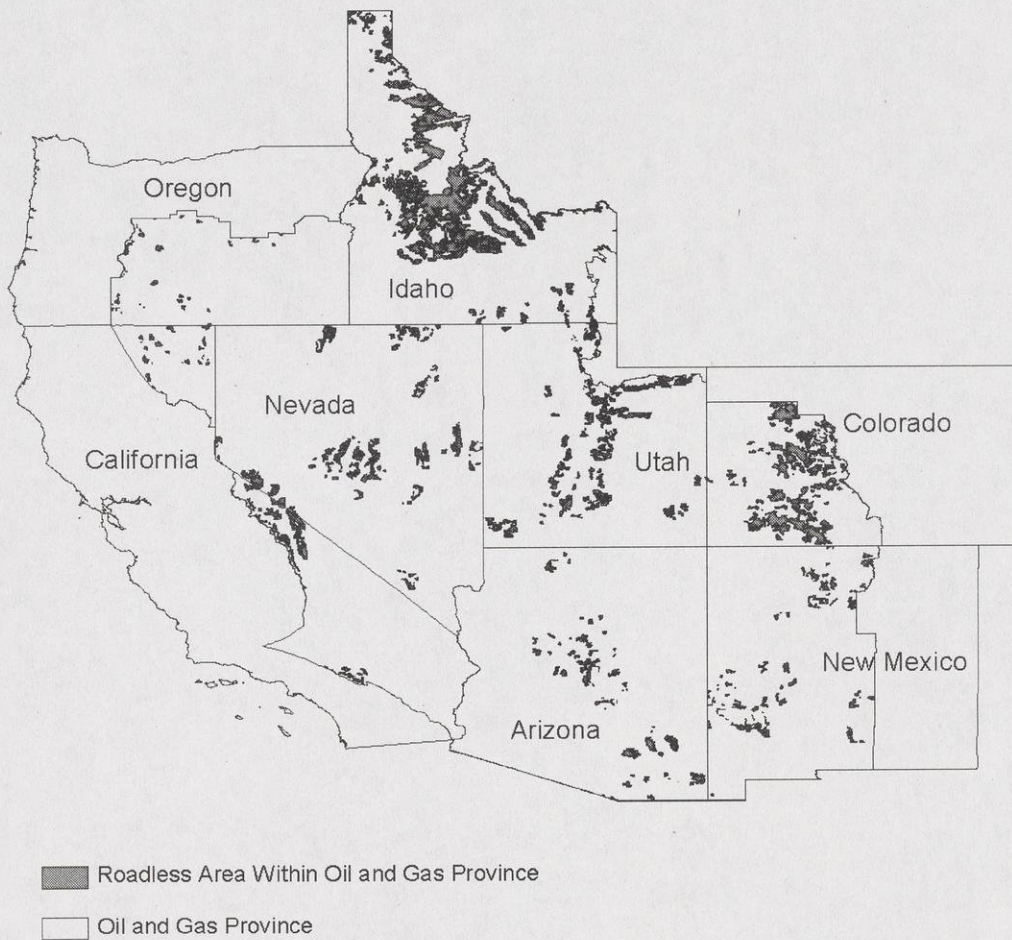 Oregon
Idaho
Nevada
Colorado
California
Utah
New Mexico
Arizona
Roadless Area Within Oil and Gas Province
Oil and Gas Province